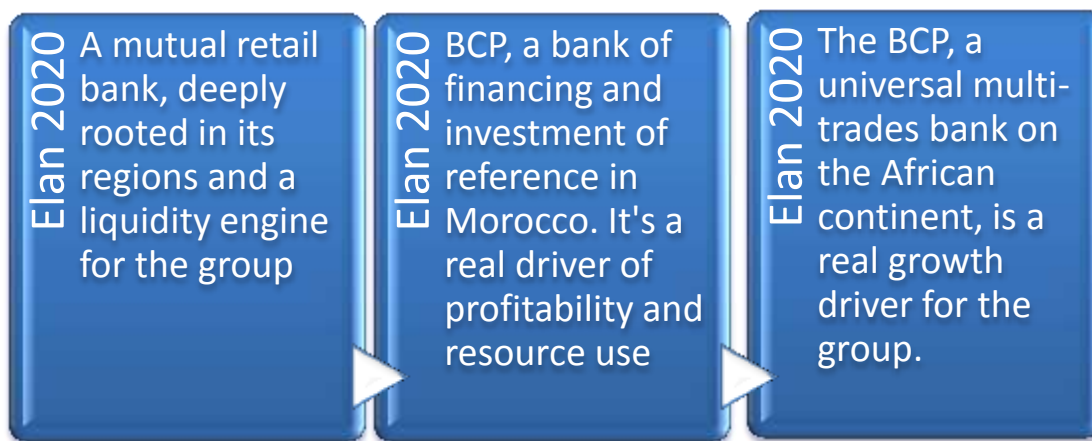 Elan 2020
A mutual retail
bank, deeply
rooted in its
regions and a
liquidity engine
for the group
Elan 2020
BCP, a bank of
financing and
investment of
reference in
Morocco. It's a
real driver of
profitability and
resource use
Elan 2020
The BCP, a
universal multi-
trades bank on
the African
continent, is a
real growth
driver for the
group.